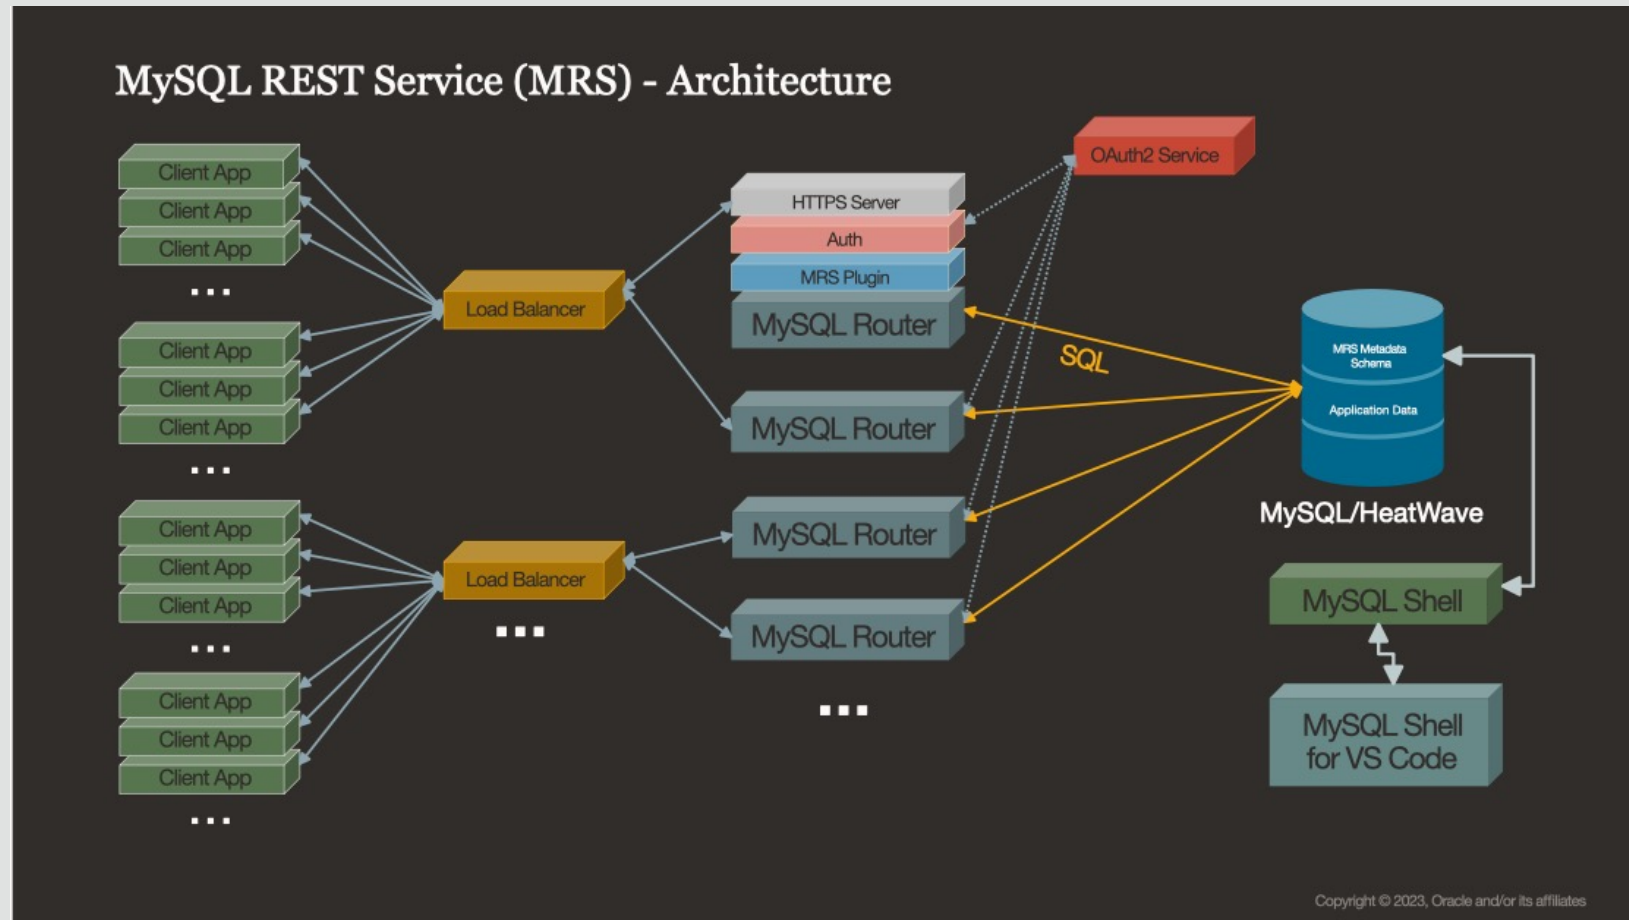 MySQL REST Service (MRS) - Architecture
Client App
Client App
Client App
...
Client App
Client App
Client App
...
Client App
Client App
Client App
...
Client App
Client App
Client App
...
Load Balancer
Load Balancer
...
HTTPS Server
Auth
MRS Plugin
MySQL Router
MySQL Router
MySQL Router
MySQL Router
...
OAuth2 Service
SQL
MRS Metadata
Schema
Application Data
MySQL/HeatWave
MySQL Shell
MySQL Shell
for VS Code
Copyright © 2023, Oracle and/or its affiliates